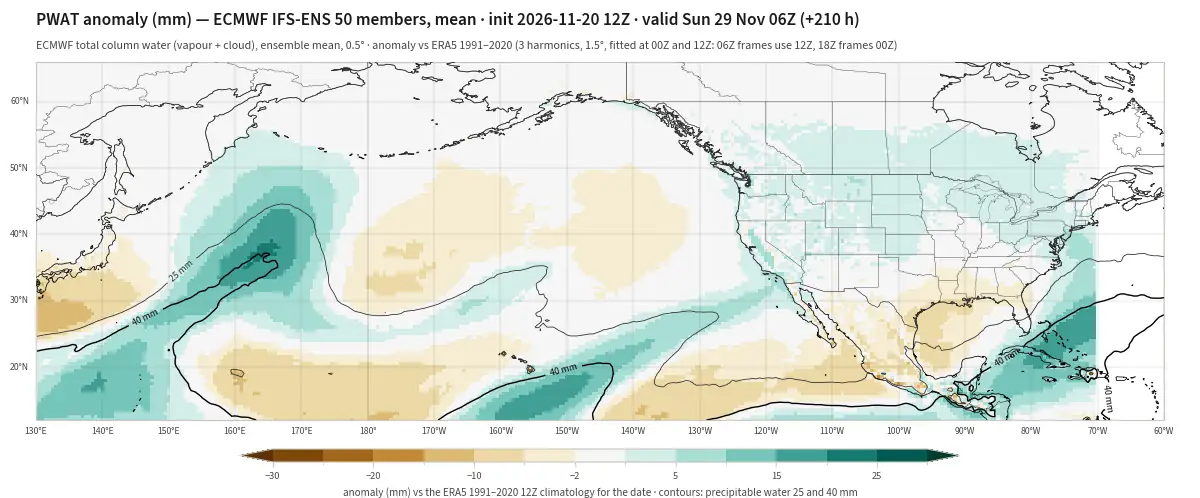 PWAT anomaly (mm) — ECMWF IFS-ENS 50 members, mean · init 2026-11-20 12Z · valid Sun 29 Nov 06Z (+210 h)
ECMWF total column water (vapour + cloud), ensemble mean, 0.5° · anomaly vs ERA5 1991–2020 (3 harmonics, 1.5°, fitted at 00Z and 12Z: 06Z frames use 12Z, 18Z frames 00Z)
60°N
50°N
40°N
30°N
20°N
25 mm
40 mm
40 mm
40 mm
40 mm
130°E 140°E 150°E 160°E 170°E 180° 170°W 160°W 150°W 140°W 130°W 120°W 110°W 100°W 90°W 80°W 70°W 60°W
−30 −20 −10 −2 5 15 25
anomaly (mm) vs the ERA5 1991–2020 12Z climatology for the date · contours: precipitable water 25 and 40 mm